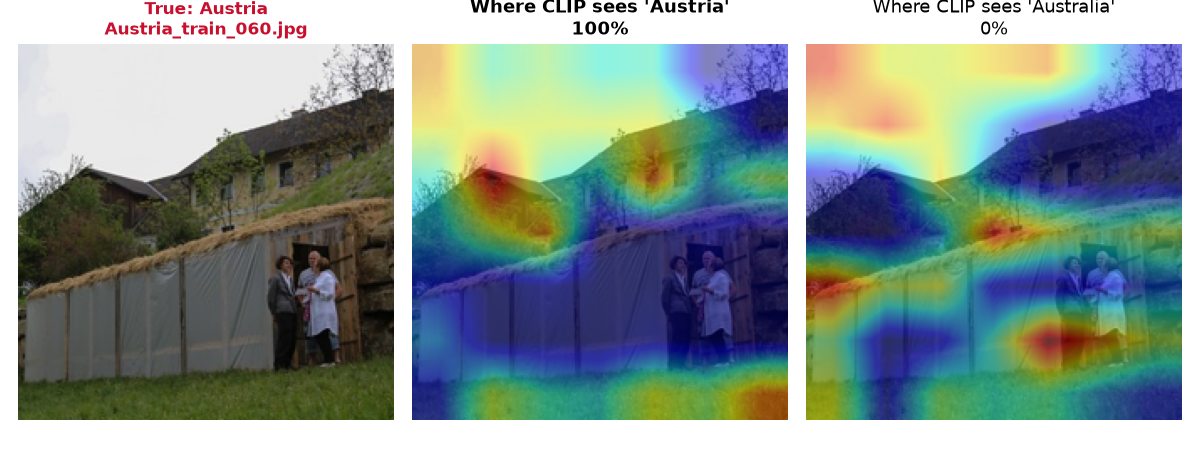 True: Austria
Austria_train_060.jpg
Where CLIP sees 'Austria'
100%
Where CLIP sees 'Australia'
0%